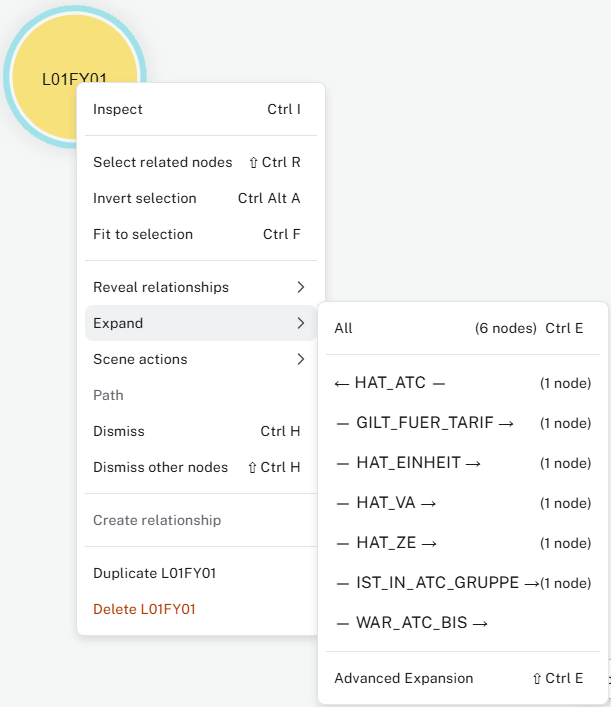 L01FY01
Inspect Ctrl I
Select related nodes ⇧ Ctrl R
Invert selection Ctrl Alt A
Fit to selection Ctrl F
Reveal relationships
Expand
Scene actions
Path
Dismiss Ctrl H
Dismiss other nodes ⇧ Ctrl H
Create relationship
Duplicate L01FY01
Delete L01FY01
All (6 nodes) Ctrl E
← HAT_ATC — (1 node)
— GILT_FUER_TARIF → (1 node)
— HAT_EINHEIT → (1 node)
— HAT_VA → (1 node)
— HAT_ZE → (1 node)
— IST_IN_ATC_GRUPPE → (1 node)
— WAR_ATC_BIS →
Advanced Expansion ⇧ Ctrl E